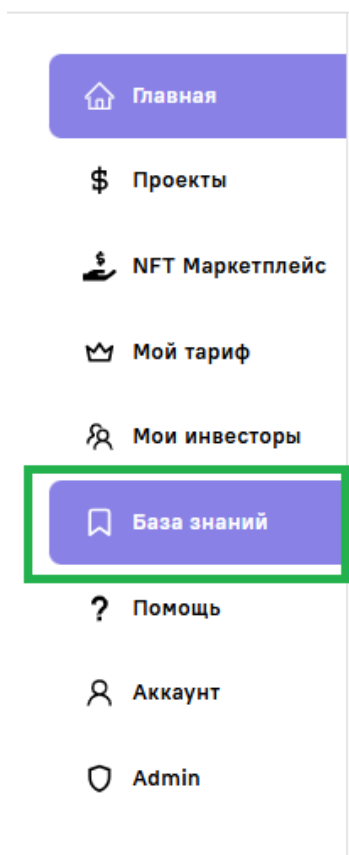 Главная
$ Проекты
$ NFT Маркетплейс
Мой тариф
Мои инвесторы
База знаний
? Помощь
Аккаунт
Admin